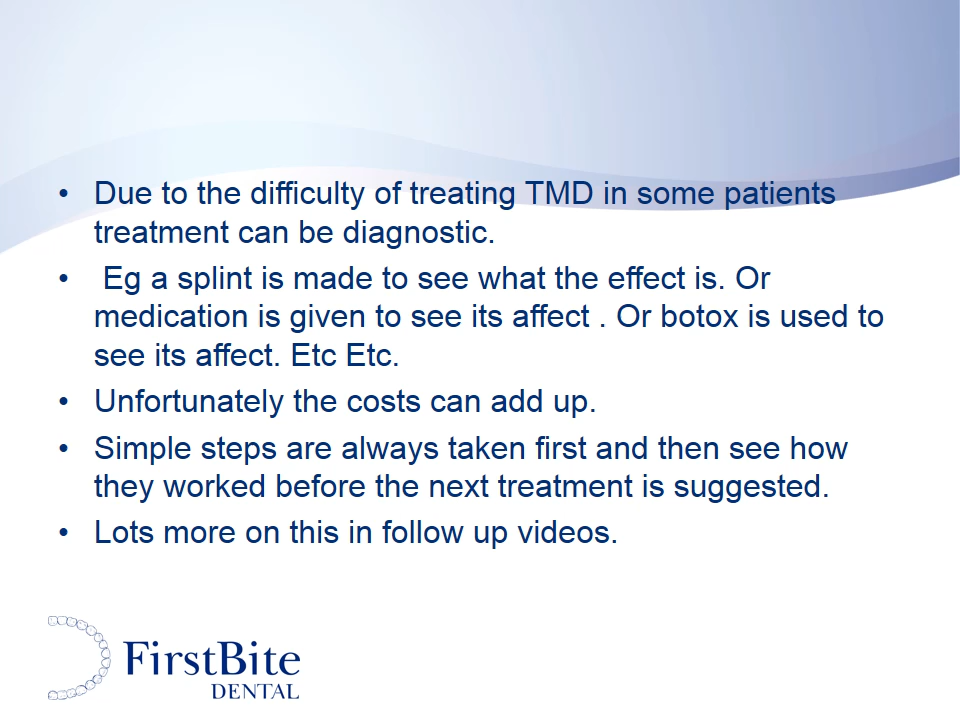 • Due to the difficulty of treating TMD in some patients
treatment can be diagnostic.
• Eg a splint is made to see what the effect is. Or
medication is given to see its affect . Or botox is used to
see its affect. Etc Etc.
• Unfortunately the costs can add up.
• Simple steps are always taken first and then see how
they worked before the next treatment is suggested.
• Lots more on this in follow up videos.
FirstBite
DENTAL